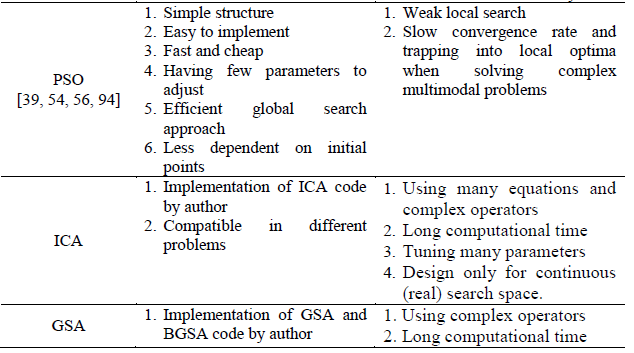 PSO
[39, 54, 56, 94]
1. Simple structure
2. Easy to implement
3. Fast and cheap
4. Having few parameters to
adjust
5. Efficient global search
approach
6. Less dependent on initial
points
1. Weak local search
2. Slow convergence rate and
trapping into local optima
when solving complex
multimodal problems
ICA
1. Implementation of ICA code
by author
2. Compatible in different
problems
1. Using many equations and
complex operators
2. Long computational time
3. Tuning many parameters
4. Design only for continuous
(real) search space.
GSA
1. Implementation of GSA and
BGSA code by author
1. Using complex operators
2. Long computational time